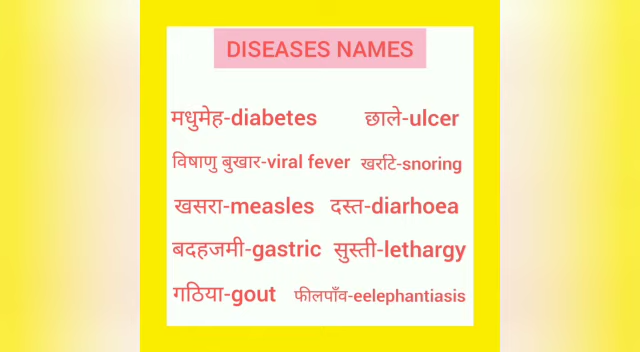 DISEASES NAMES
मधुमेह-diabetes छाले-ulcer
विषाणु बुखार-viral fever खर्राटे-snoring
खसरा-measles दस्त-diarhoea
बदहजमी-gastric सुस्ती-lethargy
गठिया-gout फीलपाँव-eelephantiasis